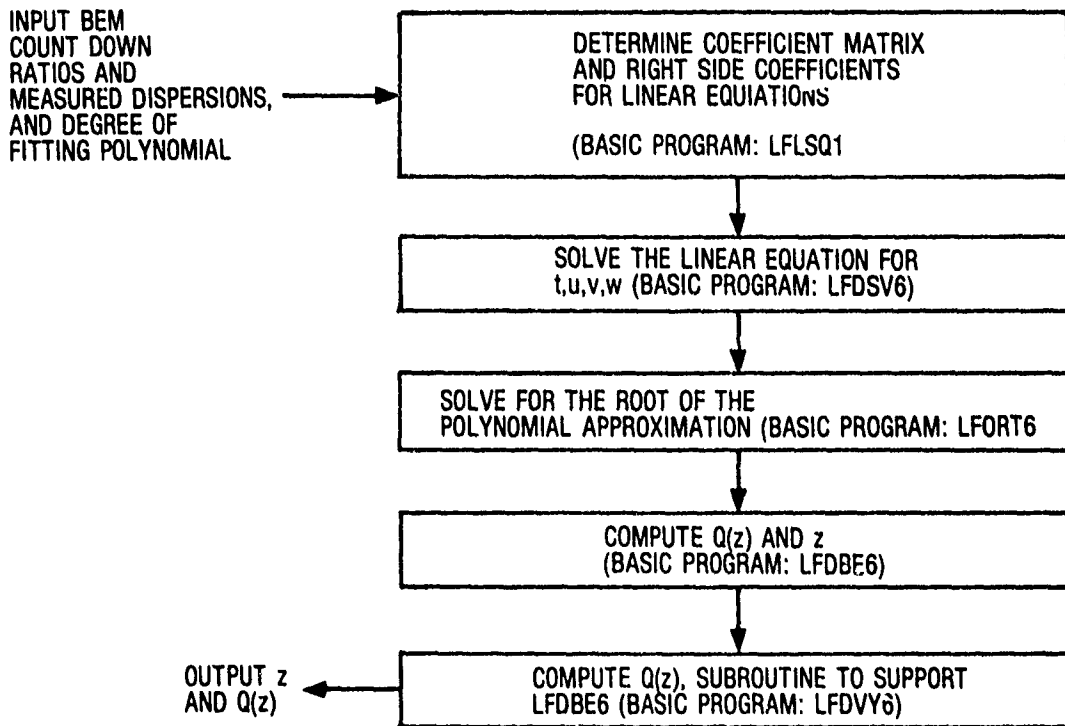 INPUT BEM
COUNT DOWN
RATIOS AND
MEASURED DISPERSIONS,
AND DEGREE OF
FITTING POLYNOMIAL
DETERMINE COEFFICIENT MATRIX
AND RIGHT SIDE COEFFICIENTS
FOR LINEAR EQUIATIONS
(BASIC PROGRAM: LFLSQ1
SOLVE THE LINEAR EQUATION FOR
t,u,v,w (BASIC PROGRAM: LFDSV6)
SOLVE FOR THE ROOT OF THE
POLYNOMIAL APPROXIMATION (BASIC PROGRAM: LFORT6
COMPUTE Q(z) AND z
(BASIC PROGRAM: LFDBE6)
COMPUTE Q(z), SUBROUTINE TO SUPPORT
LFDBE6 (BASIC PROGRAM: LFDVY6)
OUTPUT z
AND Q(z)